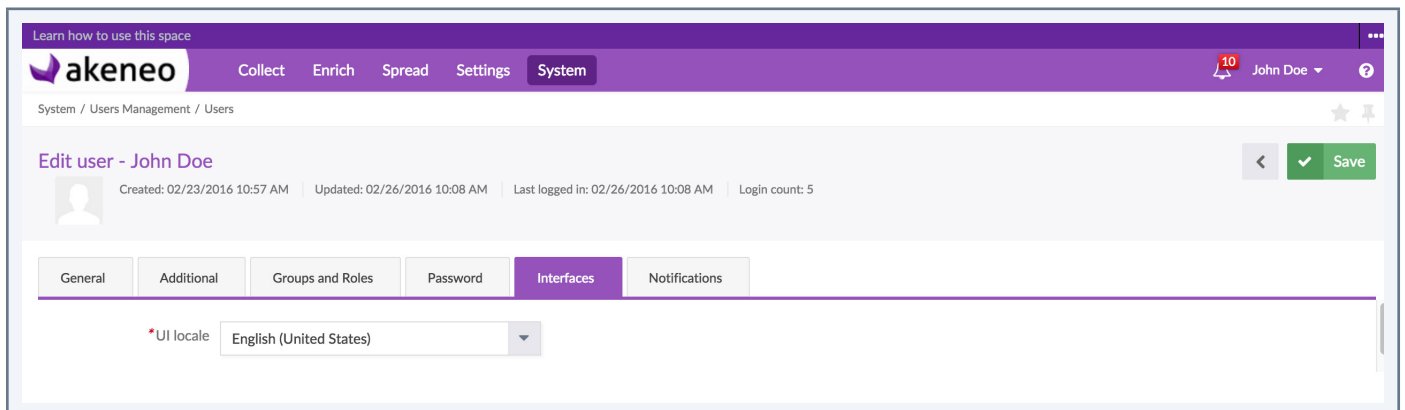 Learn how to use this space
akeneo Collect Enrich Spread Settings System 10 John Doe
System / Users Management / Users
Edit user - John Doe
Save
Created: 02/23/2016 10:57 AM Updated: 02/26/2016 10:08 AM Last logged in: 02/26/2016 10:08 AM Login count: 5
General Additional Groups and Roles Password Interfaces Notifications
*UI locale English (United States)